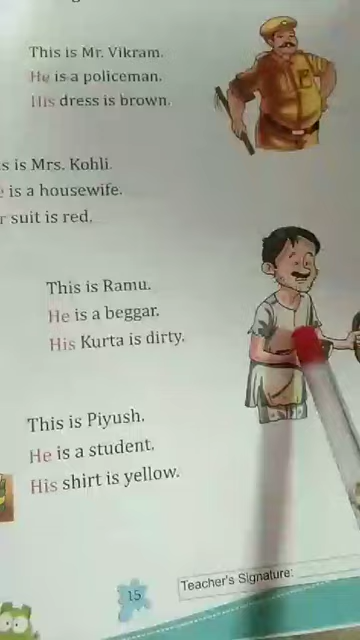 This is Mr. Vikram.
He is a policeman.
His dress is brown.
s is Mrs. Kohli.
is a housewife.
r suit is red.
This is Ramu.
He is a beggar.
His Kurta is dirty.
This is Piyush.
He is a student.
His shirt is yellow.
15
Teacher's Signature: